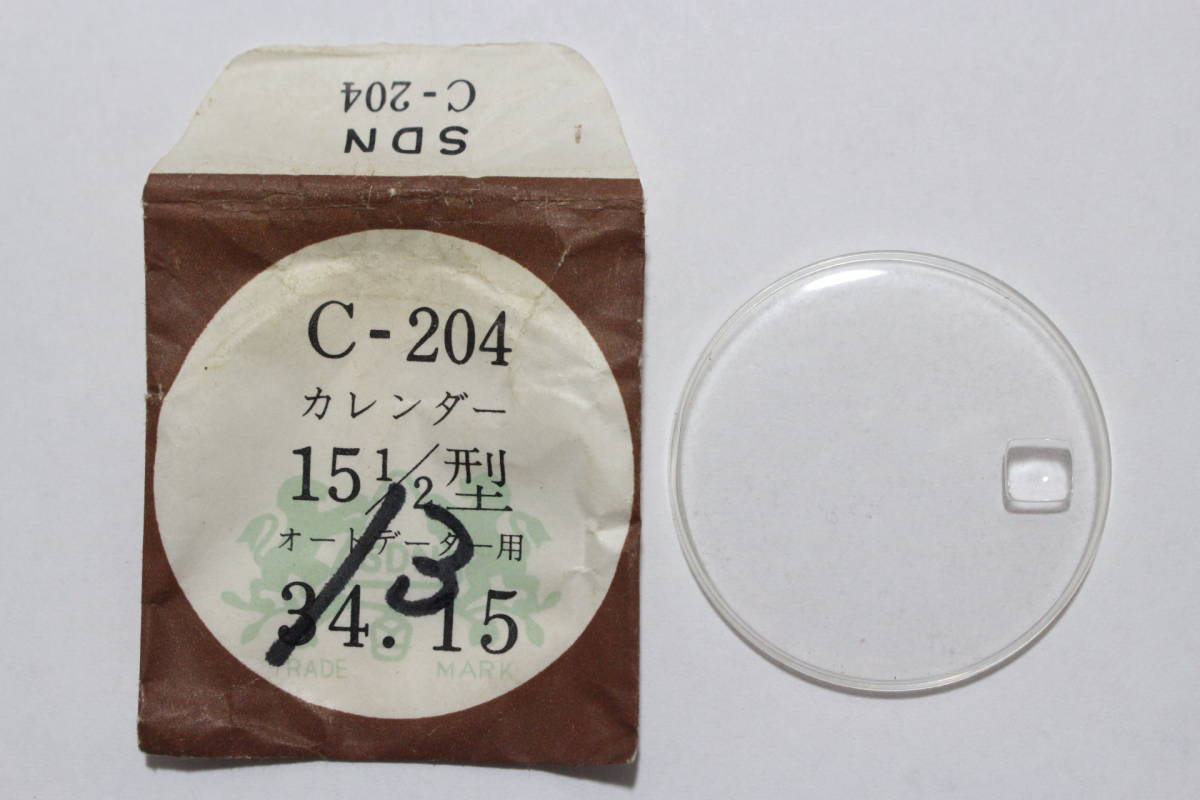 SDN
C-204
C-204
カレンダー
15 1/2型
オートデーター用
34.15
13
SDN
TRADE MARK